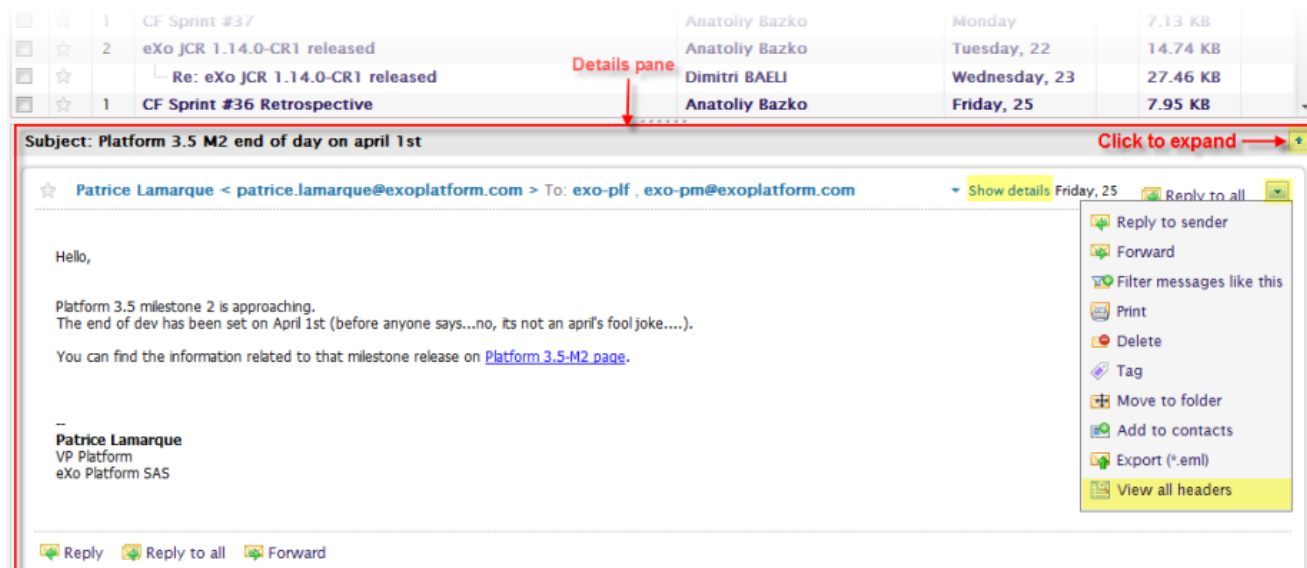 1 CF Sprint #37 Anatoliy Bazko Monday 7.13 KB
2 eXo JCR 1.14.0-CR1 released Anatoliy Bazko Tuesday, 22 14.74 KB
Details pane
Re: eXo JCR 1.14.0-CR1 released Dimitri BAELI Wednesday, 23 27.46 KB
1 CF Sprint #36 Retrospective Anatoliy Bazko Friday, 25 7.95 KB
Subject: Platform 3.5 M2 end of day on april 1st Click to expand
Patrice Lamarque < patrice.lamarque@exoplatform.com > To: exo-plf , exo-pm@exoplatform.com Show details Friday, 25 Reply to all
Reply to sender
Forward
Filter messages like this
Print
Delete
Tag
Move to folder
Add to contacts
Export (*.eml)
View all headers
Hello,
Platform 3.5 milestone 2 is approaching.
The end of dev has been set on April 1st (before anyone says...no, its not an april's fool joke....).
You can find the information related to that milestone release on Platform 3.5-M2 page.
--
Patrice Lamarque
VP Platform
eXo Platform SAS
Reply Reply to all Forward